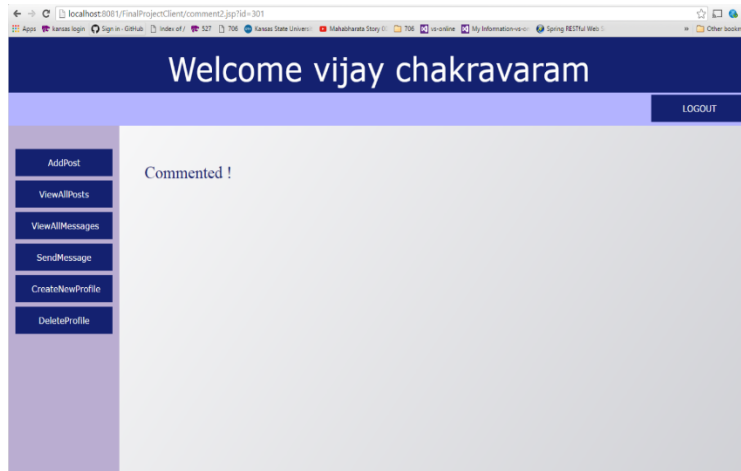 localhost:8081/FinalProjectClient/comment2.jsp?id=301
Apps kansas login Sign in · GitHub Index of / 527 706 Kansas State Universi Mahabharata Story 706 vs-online My Information-vs-on Spring RESTful Web S » Other bookm
Welcome vijay chakravaram
LOGOUT
AddPost
ViewAllPosts
ViewAllMessages
SendMessage
CreateNewProfile
DeleteProfile
Commented !